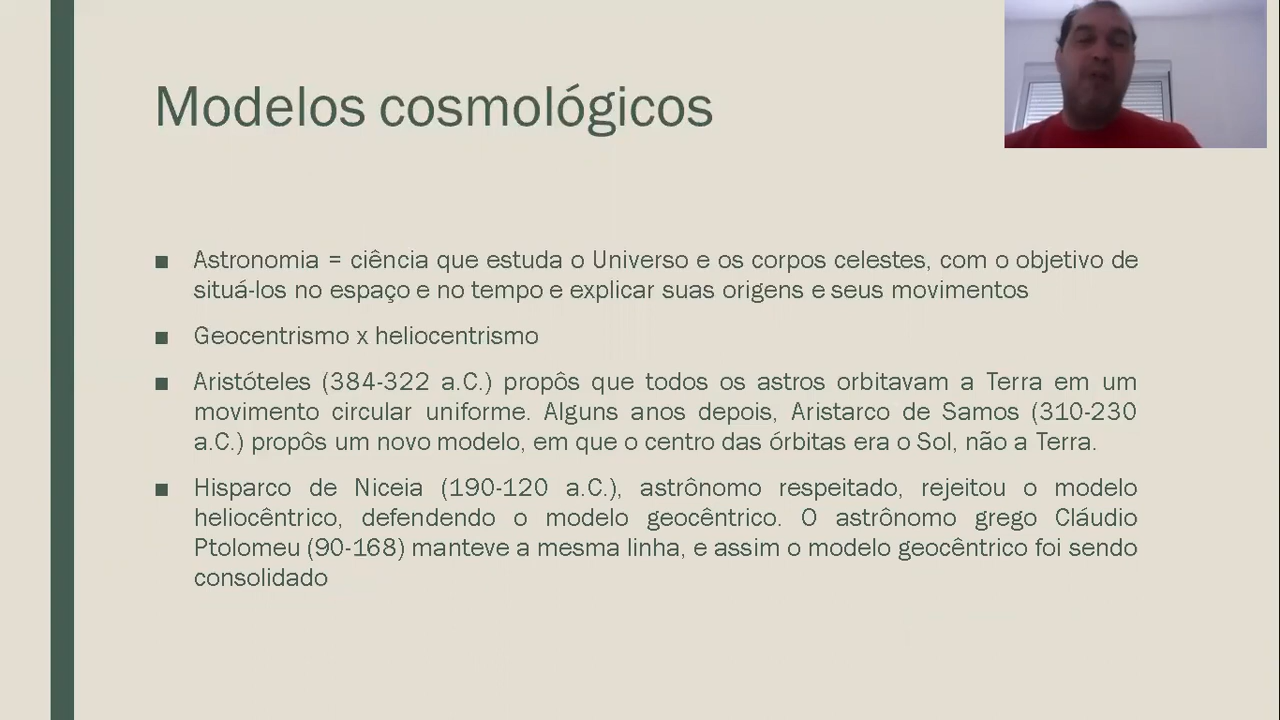 Modelos cosmológicos
■ Astronomia = ciência que estuda o Universo e os corpos celestes, com o objetivo de
situá-los no espaço e no tempo e explicar suas origens e seus movimentos
■ Geocentrismo x heliocentrismo
■ Aristóteles (384-322 a.C.) propôs que todos os astros orbitavam a Terra em um
movimento circular uniforme. Alguns anos depois, Aristarco de Samos (310-230
a.C.) propôs um novo modelo, em que o centro das órbitas era o Sol, não a Terra.
■ Hisparco de Niceia (190-120 a.C.), astrônomo respeitado, rejeitou o modelo
heliocêntrico, defendendo o modelo geocêntrico. O astrônomo grego Cláudio
Ptolomeu (90-168) manteve a mesma linha, e assim o modelo geocêntrico foi sendo
consolidado